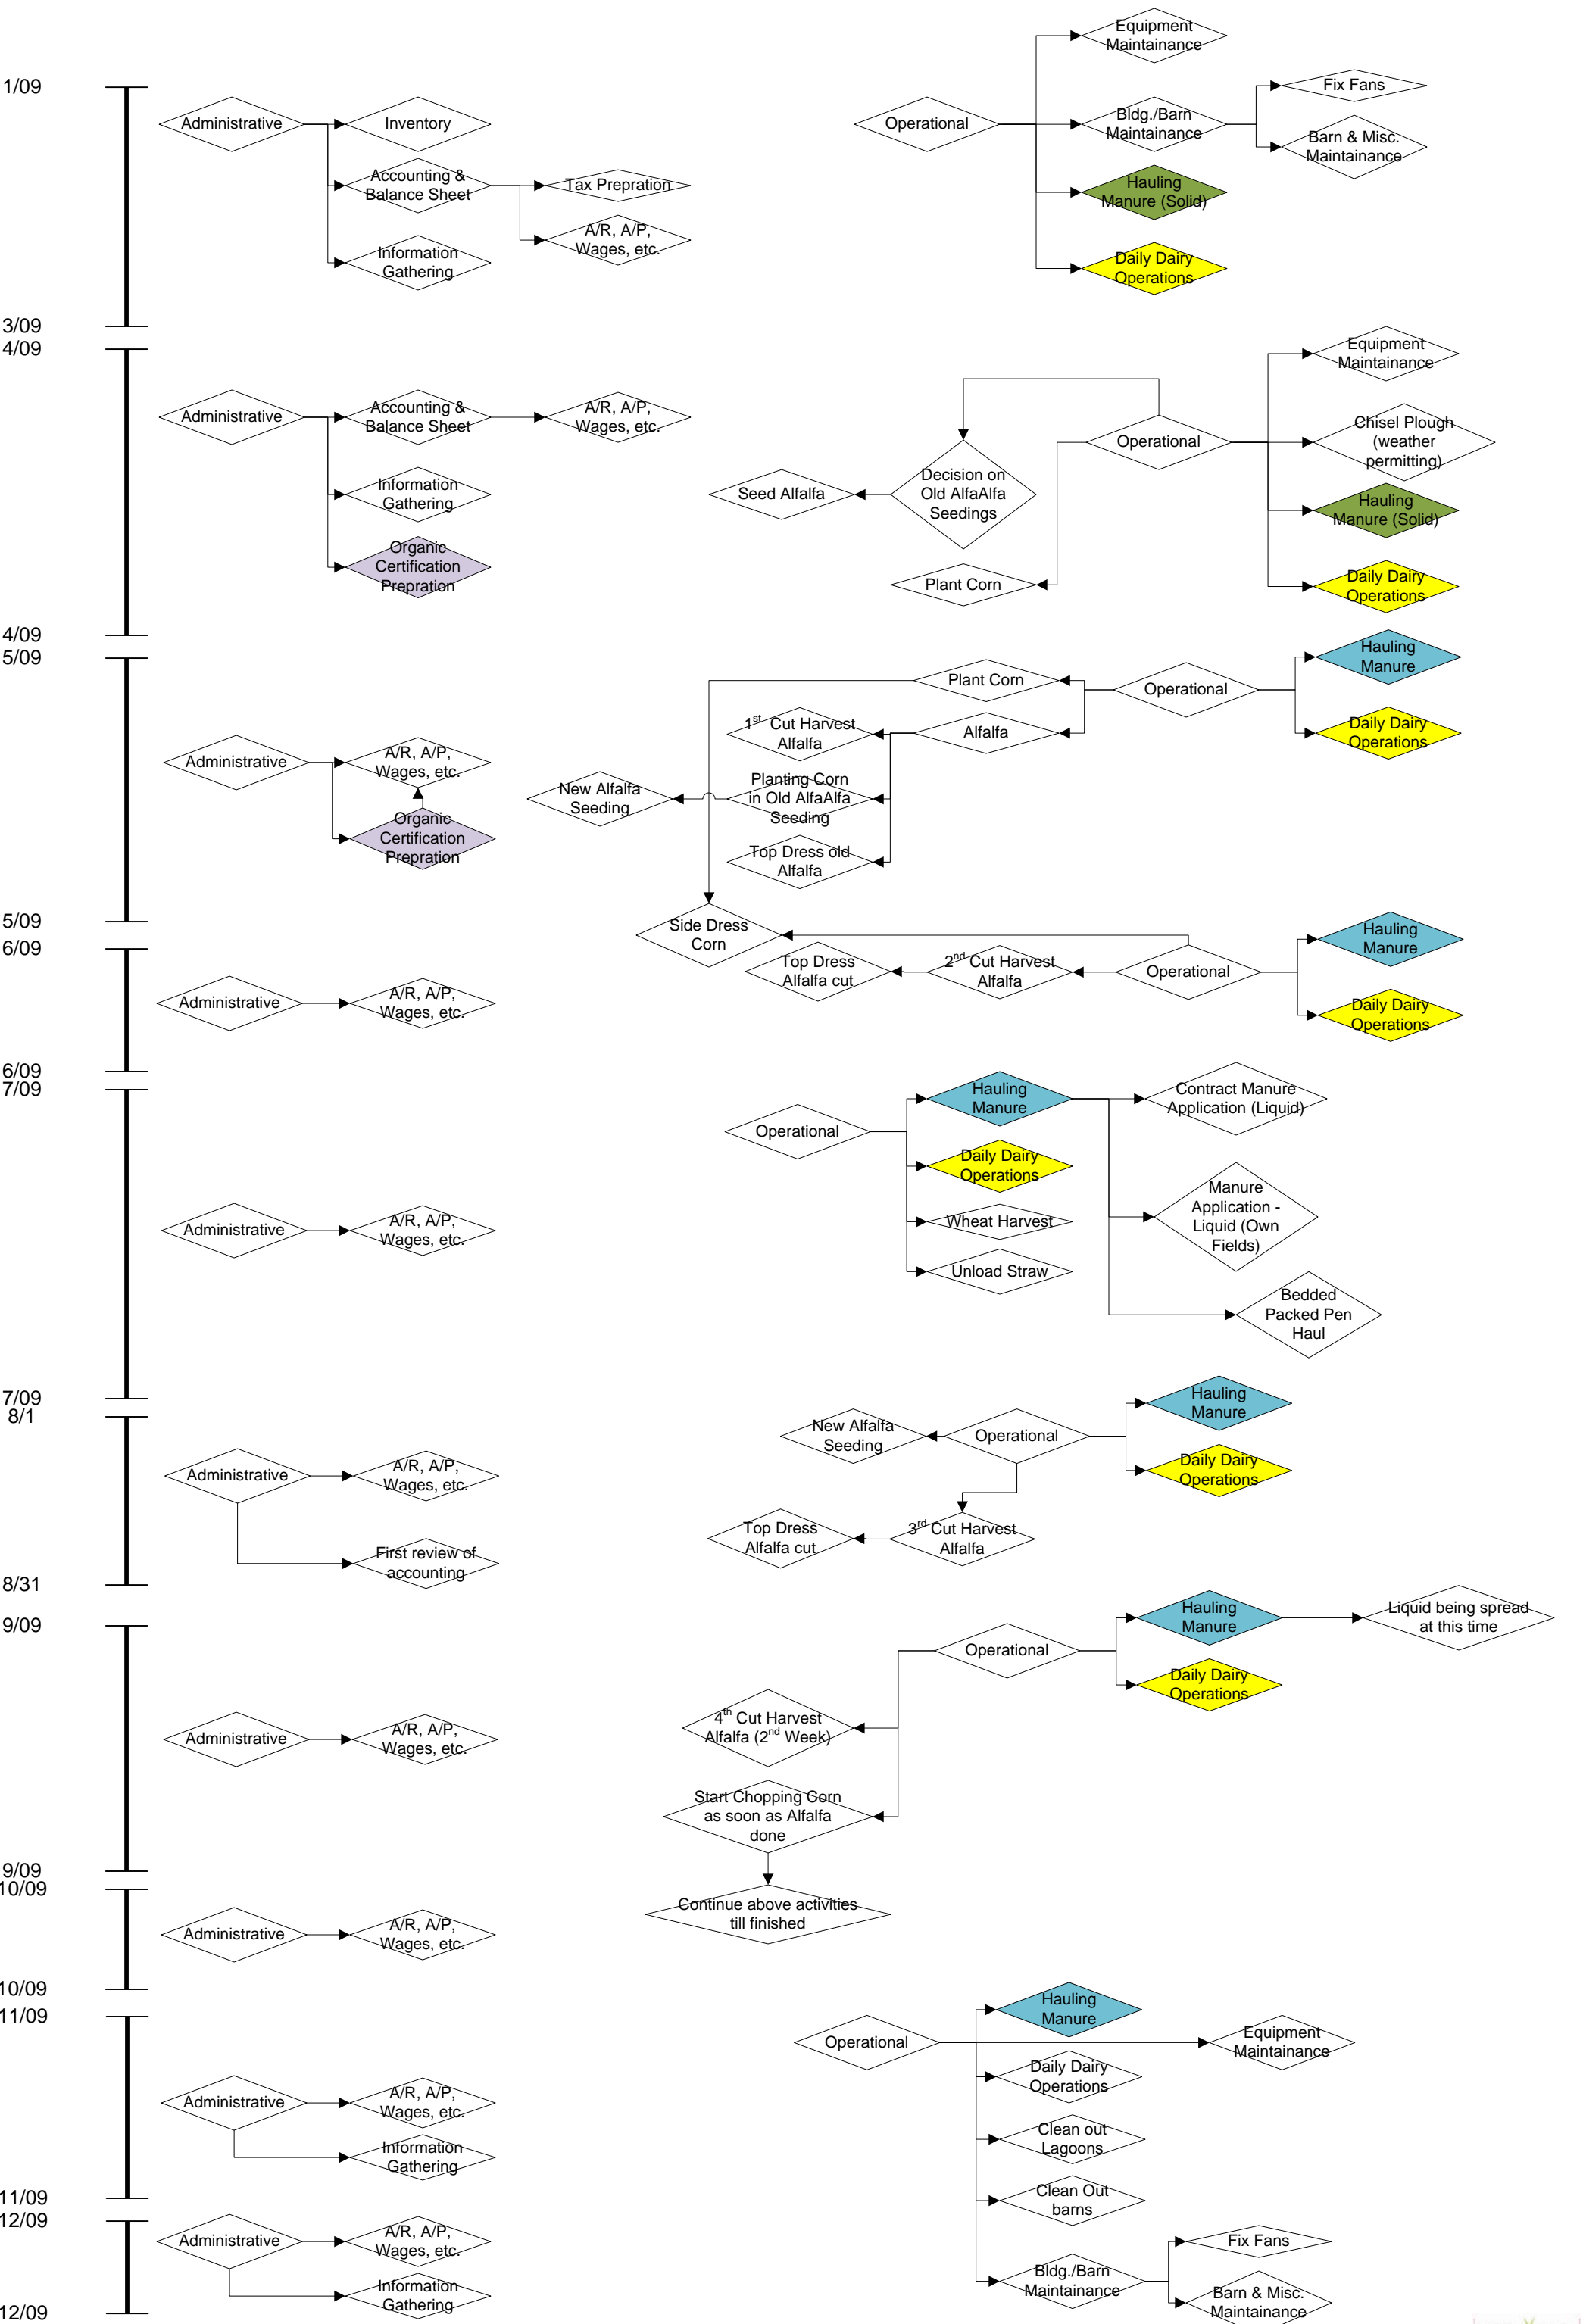 Equipment
Maintainance
1/09
Administrative
Inventory
Operational
Bldg./Barn
Maintainance
Fix Fans
Barn & Misc.
Maintainance
Accounting &
Balance Sheet
Tax Prepration
Hauling
Manure (Solid)
A/R, A/P,
Wages, etc.
Information
Gathering
Daily Dairy
Operations
3/09
4/09
Equipment
Maintainance
Administrative
Accounting &
Balance Sheet
A/R, A/P,
Wages, etc.
Operational
Chisel Plough
(weather
permitting)
Information
Gathering
Seed Alfalfa
Decision on
Old AlfaAlfa
Seedings
Hauling
Manure (Solid)
Organic
Certification
Prepration
Plant Corn
Daily Dairy
Operations
4/09
5/09
Hauling
Manure
Plant Corn
Operational
1st Cut Harvest
Alfalfa
Alfalfa
Daily Dairy
Operations
Administrative
A/R, A/P,
Wages, etc.
New Alfalfa
Seeding
Planting Corn
in Old AlfaAlfa
Seeding
Organic
Certification
Prepration
Top Dress old
Alfalfa
5/09
6/09
Side Dress
Corn
Hauling
Manure
Top Dress
Alfalfa cut
2nd Cut Harvest
Alfalfa
Operational
Administrative
A/R, A/P,
Wages, etc.
Daily Dairy
Operations
6/09
7/09
Hauling
Manure
Contract Manure
Application (Liquid)
Operational
Daily Dairy
Operations
Administrative
A/R, A/P,
Wages, etc.
Wheat Harvest
Manure
Application -
Liquid (Own
Fields)
Unload Straw
Bedded
Packed Pen
Haul
7/09
8/1
Hauling
Manure
New Alfalfa
Seeding
Operational
Administrative
A/R, A/P,
Wages, etc.
Daily Dairy
Operations
Top Dress
Alfalfa cut
3rd Cut Harvest
Alfalfa
First review of
accounting
8/31
9/09
Hauling
Manure
Liquid being spread
at this time
Operational
Daily Dairy
Operations
Administrative
A/R, A/P,
Wages, etc.
4th Cut Harvest
Alfalfa (2nd Week)
Start Chopping Corn
as soon as Alfalfa
done
9/09
10/09
Continue above activities
till finished
Administrative
A/R, A/P,
Wages, etc.
10/09
11/09
Hauling
Manure
Operational
Equipment
Maintainance
Daily Dairy
Operations
Administrative
A/R, A/P,
Wages, etc.
Clean out
Lagoons
Information
Gathering
Clean Out
barns
11/09
12/09
Administrative
A/R, A/P,
Wages, etc.
Fix Fans
Bldg./Barn
Maintainance
Information
Gathering
Barn & Misc.
Maintainance
12/09